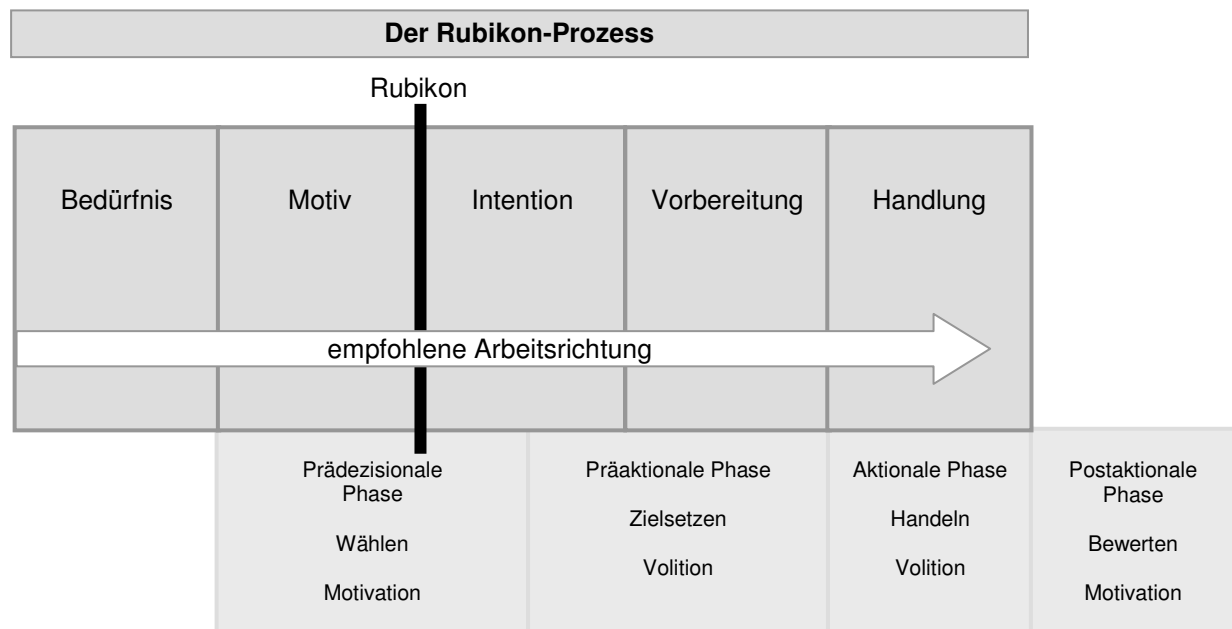 Der Rubikon-Prozess
Rubikon
Bedürfnis
Motiv
Intention
Vorbereitung
Handlung
empfohlene Arbeitsrichtung
Prädezisionale
Phase
Wählen
Motivation
Präaktionale Phase
Zielsetzen
Volition
Aktionale Phase
Handeln
Volition
Postaktionale
Phase
Bewerten
Motivation